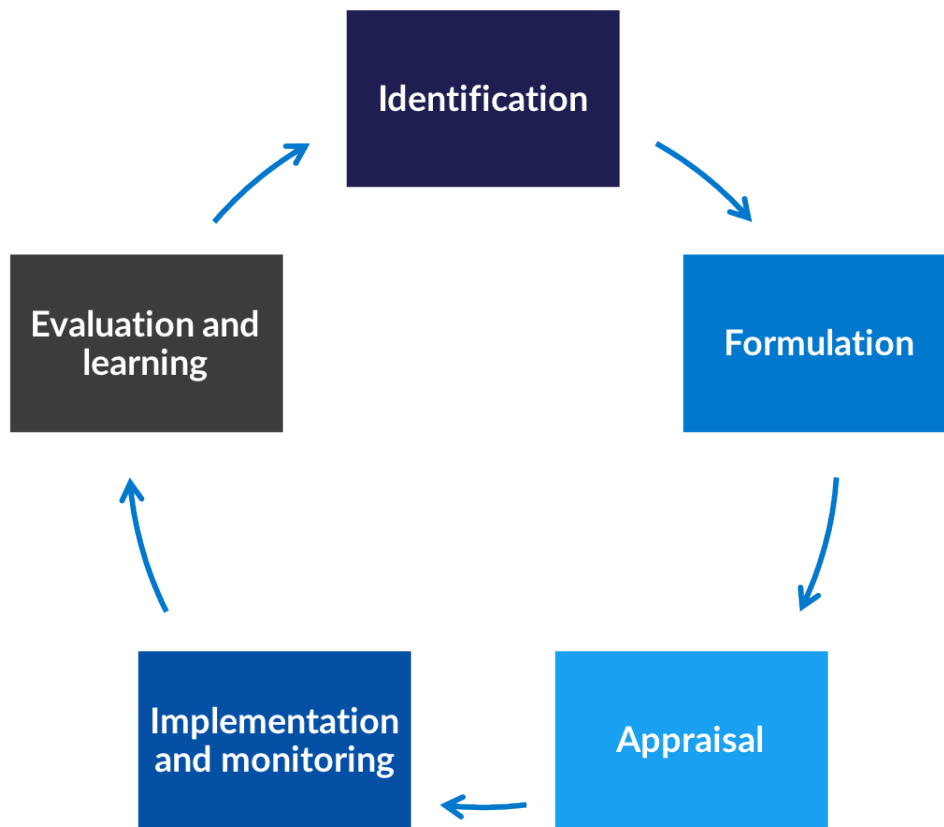 Identification
Formulation
Appraisal
Implementation
and monitoring
Evaluation and
learning